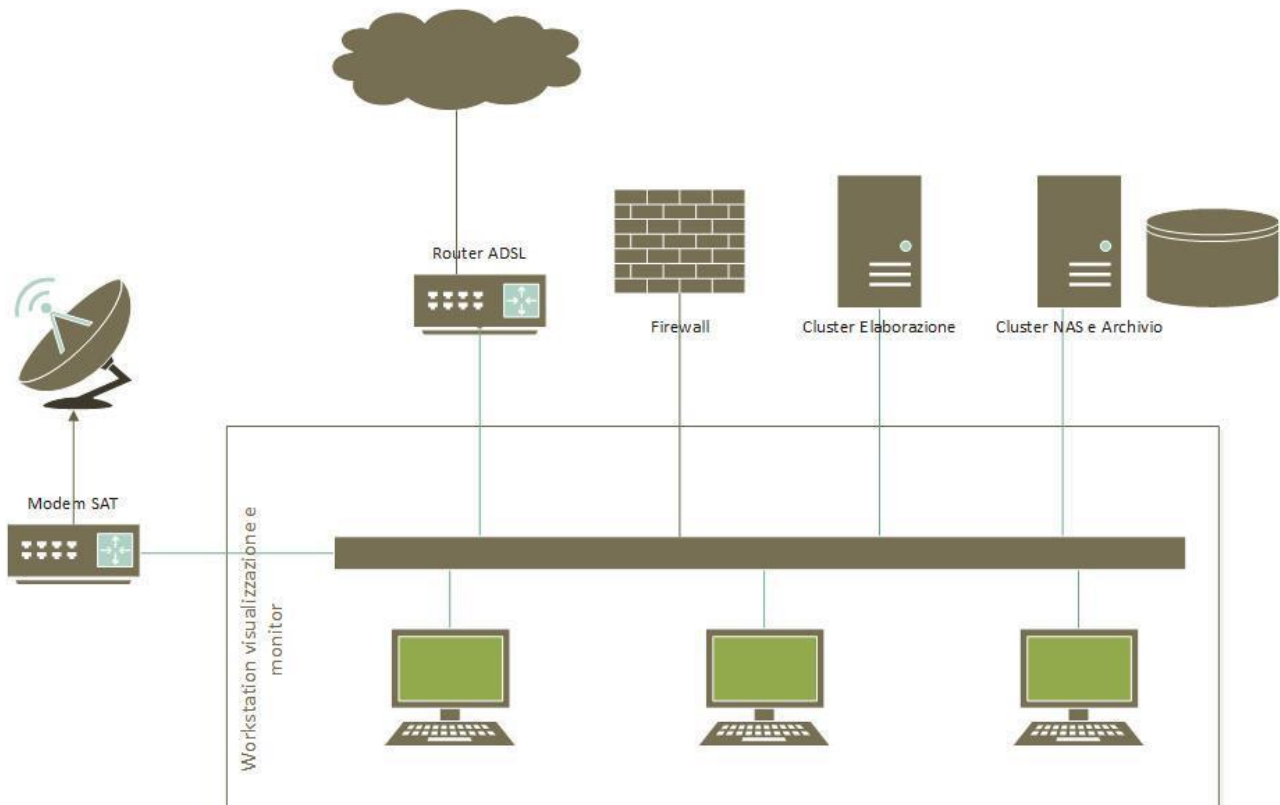 Router ADSL
Firewall
Cluster Elaborazione
Cluster NAS e Archivio
Modem SAT
Workstation visualizzazione e
monitor